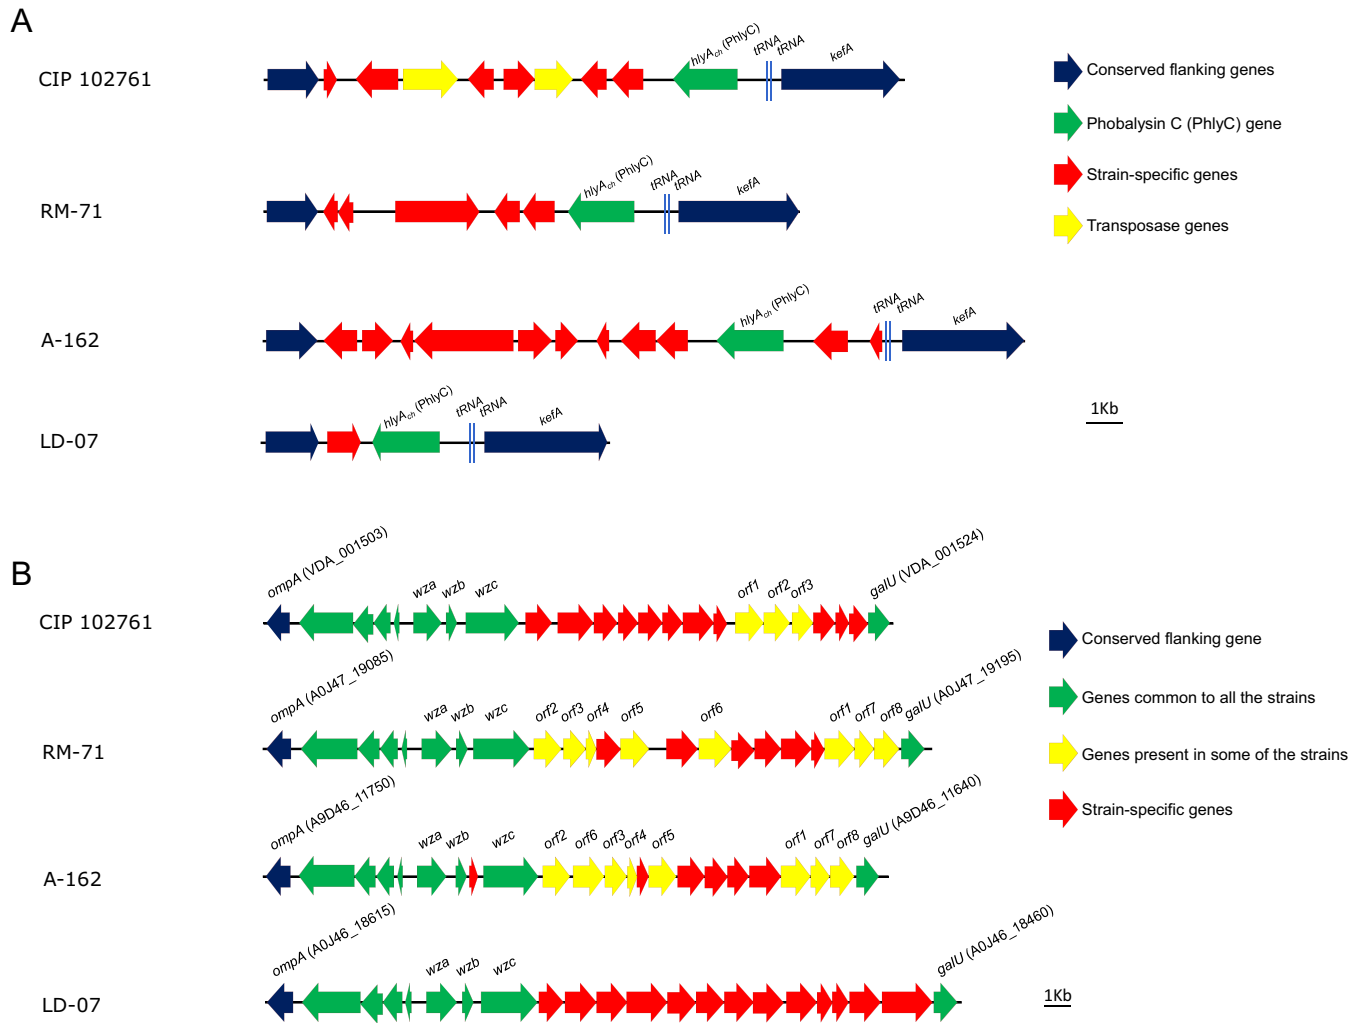 A
CIP 102761
hlyAch (PhlyC)
tRNA
tRNA
kefA
Conserved flanking genes
Phobalysin C (PhlyC) gene
Strain-specific genes
Transposase genes
RM-71
hlyAch (PhlyC)
tRNA
tRNA
kefA
A-162
hlyAch (PhlyC)
tRNA
tRNA
kefA
1Kb
LD-07
hlyAch (PhlyC)
tRNA
tRNA
kefA
B
CIP 102761
ompA (VDA_001503)
wza
wzb
wzc
orf1
orf2
orf3
galU (VDA_001524)
Conserved flanking gene
Genes common to all the strains
Genes present in some of the strains
Strain-specific genes
RM-71
ompA (A0J47_19085)
wza
wzb
wzc
orf2
orf3
orf4
orf5
orf6
orf1
orf7
orf8
galU (A0J47_19195)
A-162
ompA (A9D46_11750)
wza
wzb
wzc
orf2
orf6
orf3
orf4
orf5
orf1
orf7
orf8
galU (A9D46_11640)
LD-07
ompA (A0J46_18615)
wza
wzb
wzc
galU (A0J46_18460)
1Kb